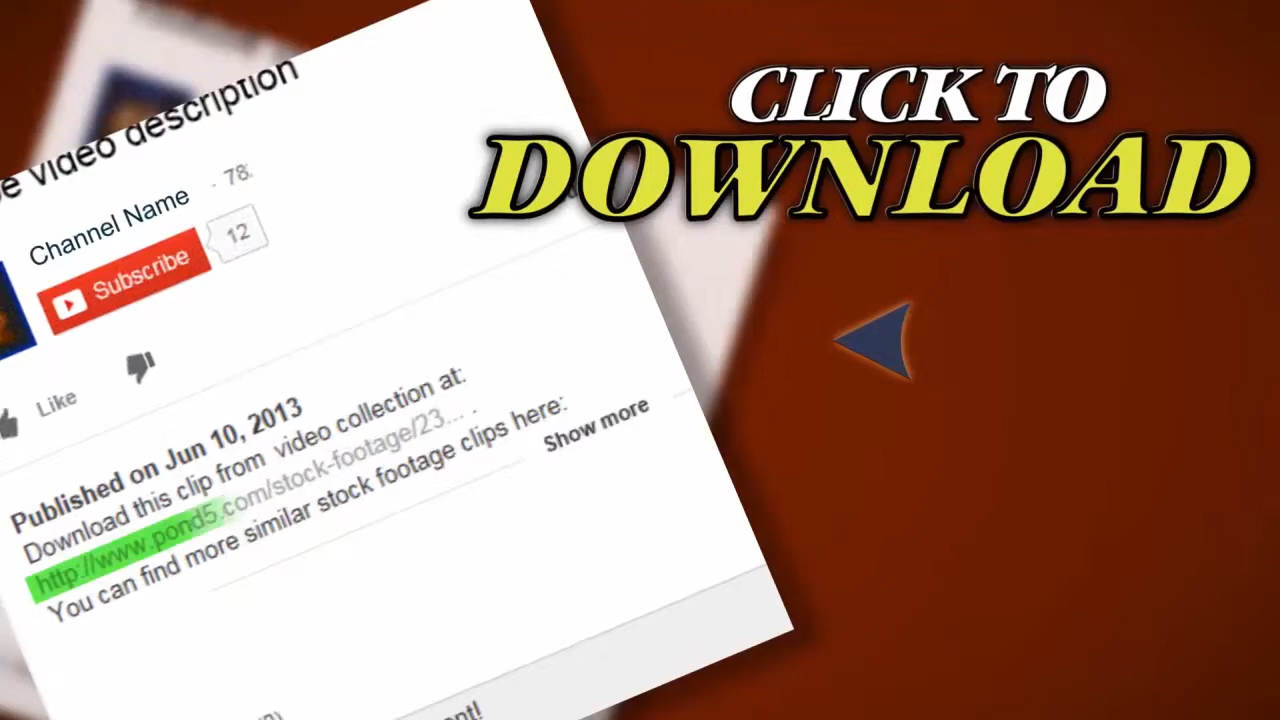 CLICK TO
DOWNLOAD
video description
Channel Name
78
Subscribe
12
Like
Published on Jun 10, 2013
Download this clip from video collection at:
http://www.pond5.com/stock-footage/23... .
You can find more similar stock footage clips here:
Show more